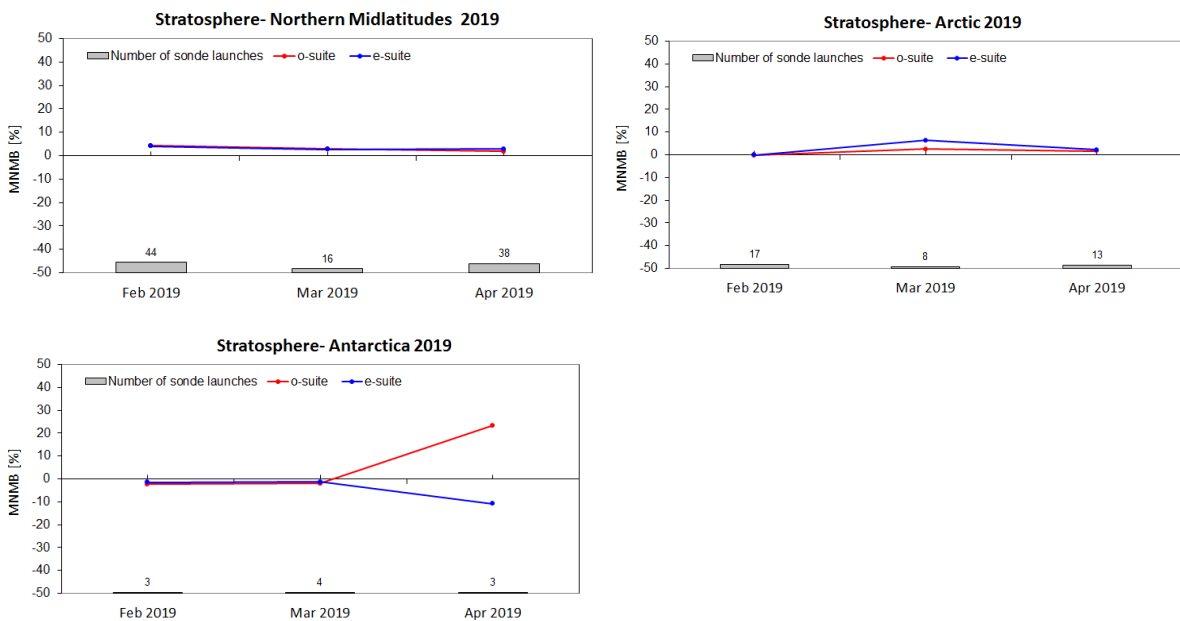 Stratosphere- Northern Midlatitudes 2019
50
40
30
20
10
0
-10
-20
-30
-40
-50
MNMB [%]
Number of sonde launches o-suite e-suite
44 16 38
Feb 2019 Mar 2019 Apr 2019
Stratosphere- Arctic 2019
50
40
30
20
10
0
-10
-20
-30
-40
-50
MNMB [%]
Number of sonde launches o-suite e-suite
17 8 13
Feb 2019 Mar 2019 Apr 2019
Stratosphere- Antarctica 2019
50
40
30
20
10
0
-10
-20
-30
-40
-50
MNMB [%]
Number of sonde launches o-suite e-suite
3 4 3
Feb 2019 Mar 2019 Apr 2019